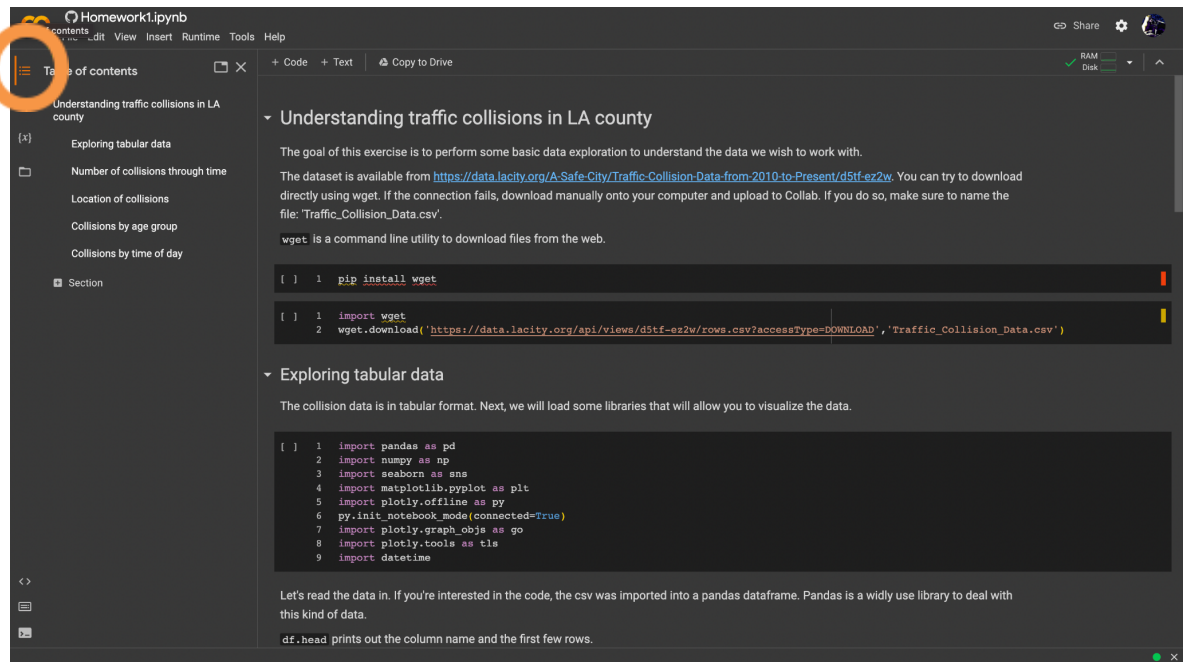 Homework1.ipynb
contents
File Edit View Insert Runtime Tools Help
Share
Table of contents
+ Code + Text Copy to Drive
RAM
Disk
Understanding traffic collisions in LA
county
Exploring tabular data
{x}
Number of collisions through time
Location of collisions
Collisions by age group
Collisions by time of day
Section
Understanding traffic collisions in LA county
The goal of this exercise is to perform some basic data exploration to understand the data we wish to work with.
The dataset is available from https://data.lacity.org/A-Safe-City/Traffic-Collision-Data-from-2010-to-Present/d5tf-ez2w. You can try to download
directly using wget. If the connection fails, download manually onto your computer and upload to Collab. If you do so, make sure to name the
file: 'Traffic_Collision_Data.csv'.
wget is a command line utility to download files from the web.
[ ] 1 pip install wget
[ ] 1 import wget
2 wget.download('https://data.lacity.org/api/views/d5tf-ez2w/rows.csv?accessType=DOWNLOAD','Traffic_Collision_Data.csv')
Exploring tabular data
The collision data is in tabular format. Next, we will load some libraries that will allow you to visualize the data.
[ ] 1 import pandas as pd
2 import numpy as np
3 import seaborn as sns
4 import matplotlib.pyplot as plt
5 import plotly.offline as py
6 py.init_notebook_mode(connected=True)
7 import plotly.graph_objs as go
8 import plotly.tools as tls
9 import datetime
Let's read the data in. If you're interested in the code, the csv was imported into a pandas dataframe. Pandas is a widly use library to deal with
this kind of data.
df.head prints out the column name and the first few rows.